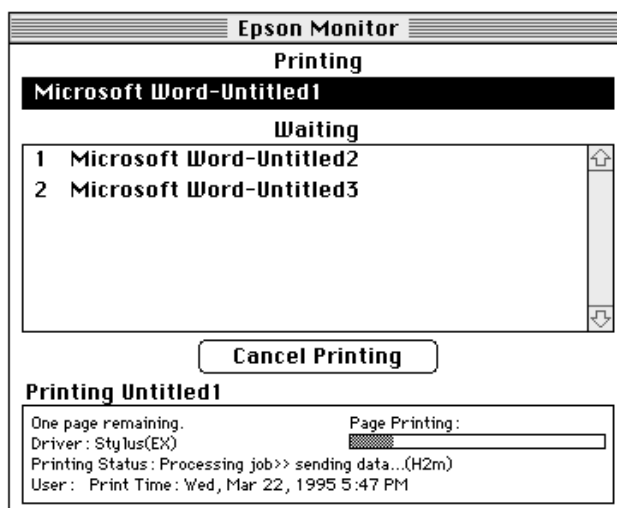 Epson Monitor
Printing
Microsoft Word-Untitled1
Waiting
1 Microsoft Word-Untitled2
2 Microsoft Word-Untitled3
Cancel Printing
Printing Untitled1
One page remaining. Page Printing:
Driver: Stylus(EX)
Printing Status: Processing job>> sending data...(H2m)
User: Print Time: Wed, Mar 22, 1995 5:47 PM